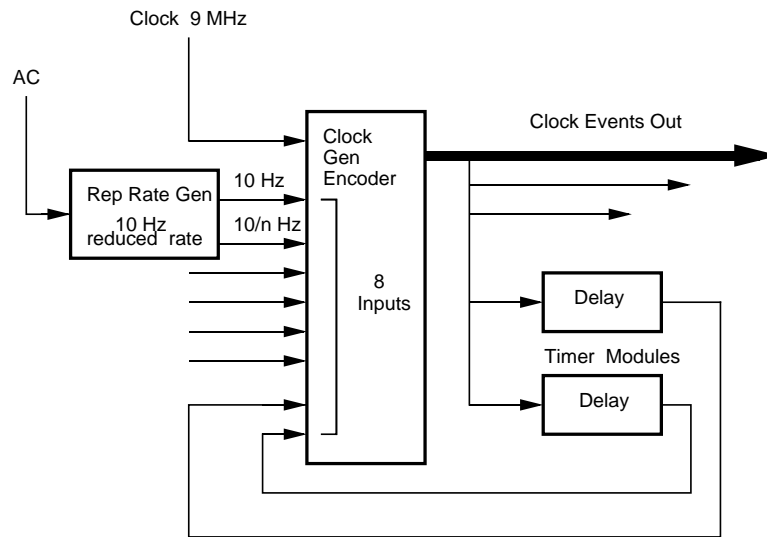 Clock 9 MHz
AC
Clock
Gen
Encoder
Clock Events Out
10 Hz
Rep Rate Gen
10 Hz
reduced rate
10/n Hz
8
Inputs
Delay
Timer Modules
Delay